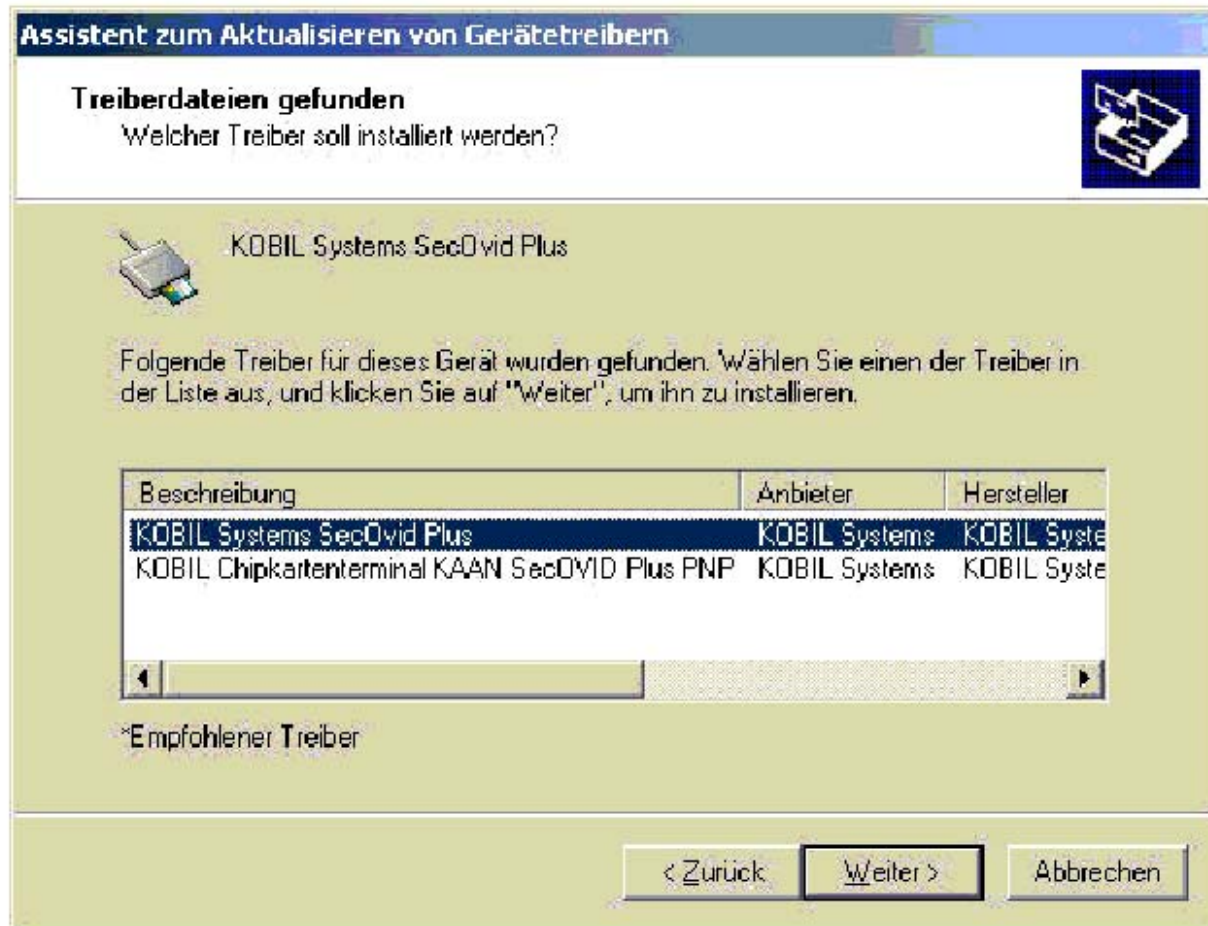 Assistent zum Aktualisieren von Gerätetreibern
Treiberdateien gefunden
Welcher Treiber soll installiert werden?
KOBIL Systems SecOvid Plus
Folgende Treiber für dieses Gerät wurden gefunden. Wählen Sie einen der Treiber in
der Liste aus, und klicken Sie auf "Weiter", um ihn zu installieren.
Beschreibung Anbieter Hersteller
KOBIL Systems SecOvid Plus KOBIL Systems KOBIL Syste
KOBIL Chipkartenterminal KAAN SecOVID Plus PNP KOBIL Systems KOBIL Syste
*Empfohlener Treiber
< Zurück Weiter > Abbrechen